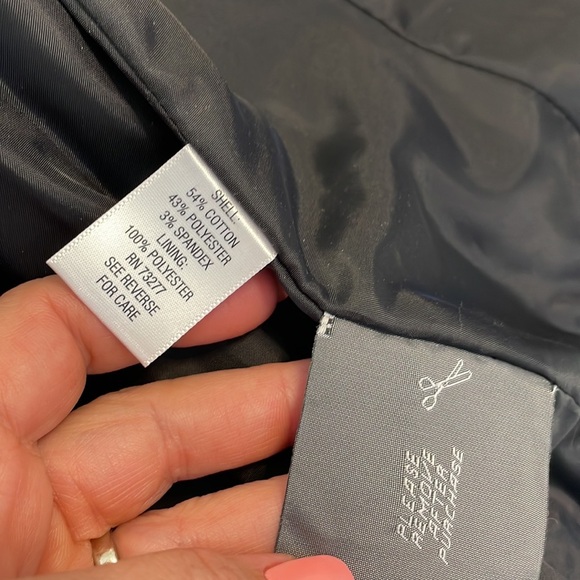 SHELL:
54% COTTON
43% POLYESTER
3% SPANDEX
LINING:
100% POLYESTER
RN 73277
SEE REVERSE
FOR CARE
PLEASE
REMOVE
AFTER
PURCHASE